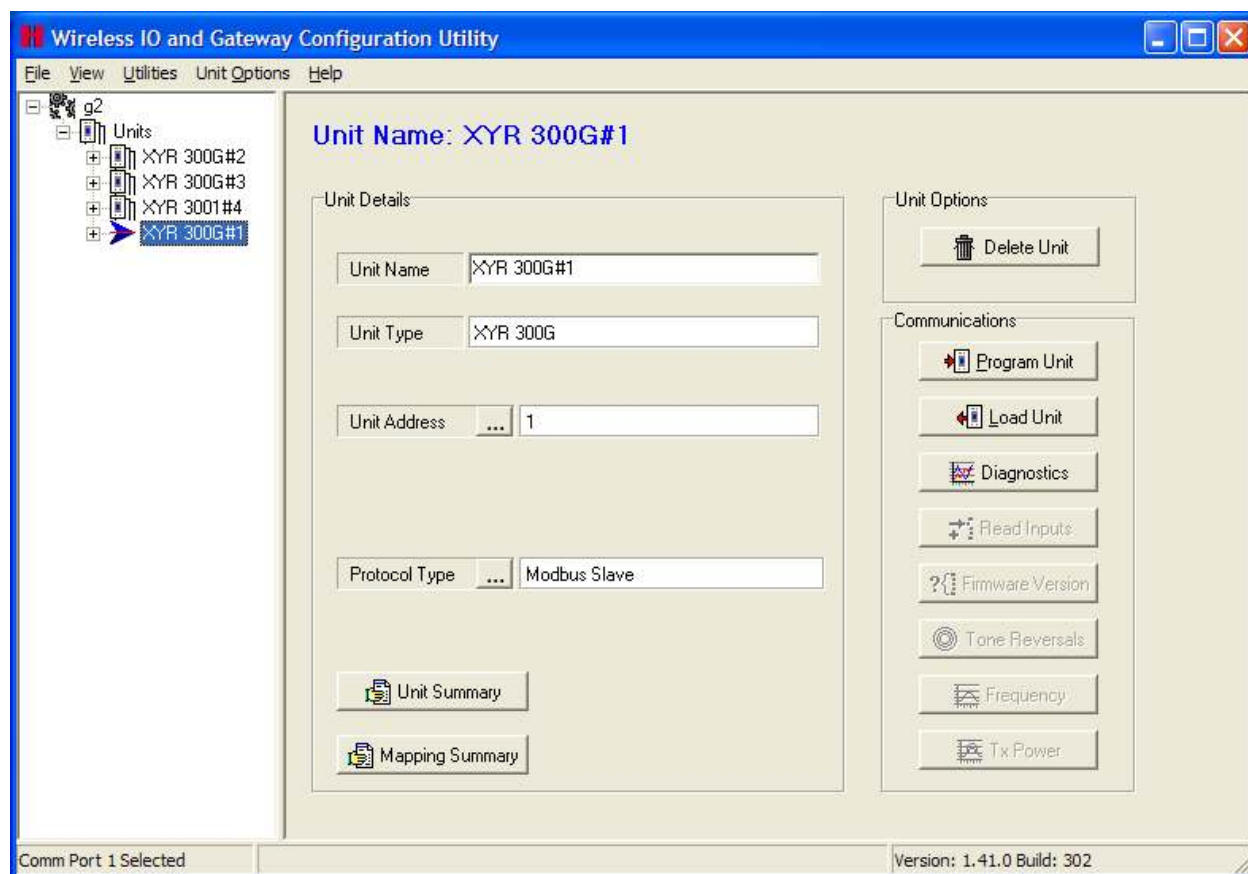 Wireless IO and Gateway Configuration Utility
File View Utilities Unit Options Help
g2
Units
XYR 300G#2
XYR 300G#3
XYR 3001#4
XYR 300G#1
Unit Name: XYR 300G#1
Unit Details
Unit Name XYR 300G#1
Unit Type XYR 300G
Unit Address ... 1
Protocol Type ... Modbus Slave
Unit Summary
Mapping Summary
Unit Options
Delete Unit
Communications
Program Unit
Load Unit
Diagnostics
Read Inputs
Firmware Version
Tone Reversals
Frequency
Tx Power
Comm Port 1 Selected
Version: 1.41.0 Build: 302